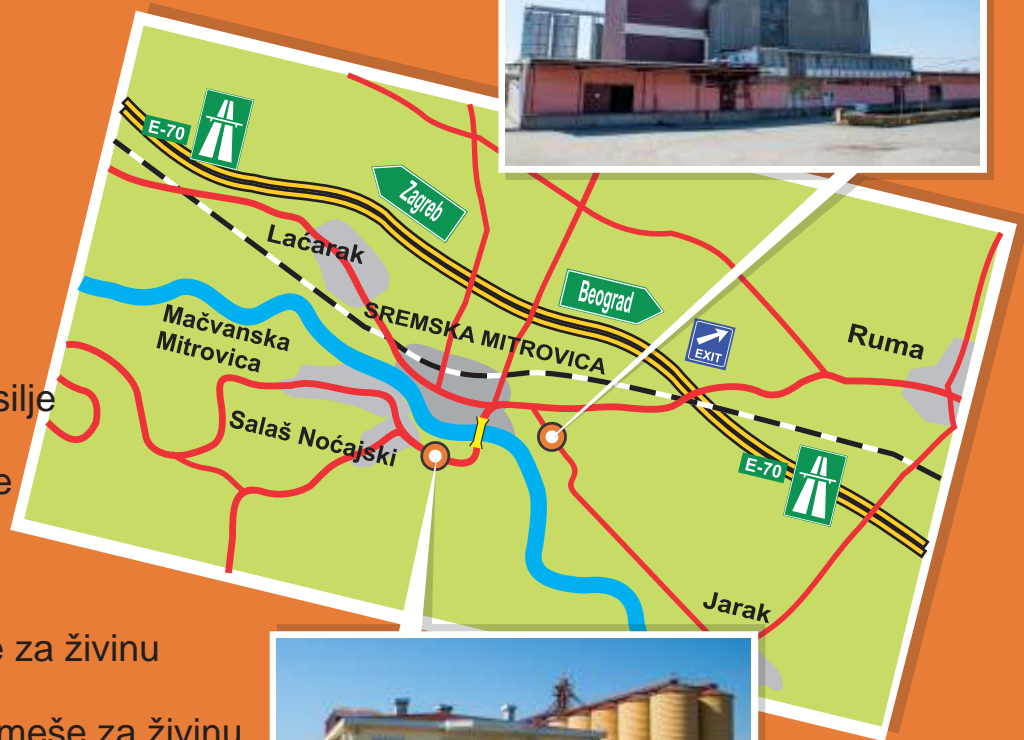 E-70
Zagreb
Laćarak
Beograd
SREMSKA MITROVICA
EXIT
Mačvanska
Mitrovica
Ruma
silje
Salaš Noćajski
E-70
e
Jarak
e za živinu
meše za živinu